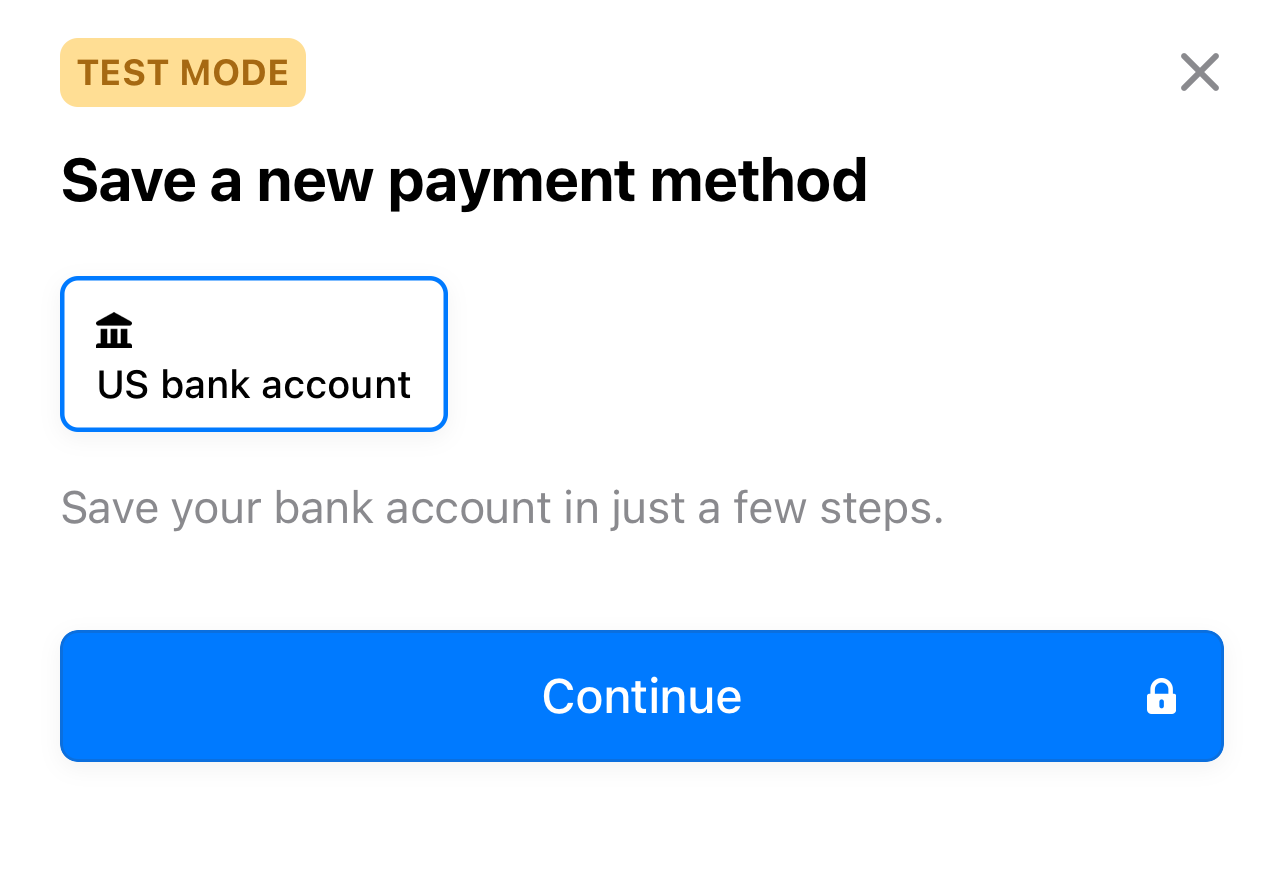 TEST MODE
Save a new payment method
US bank account
Save your bank account in just a few steps.
Continue